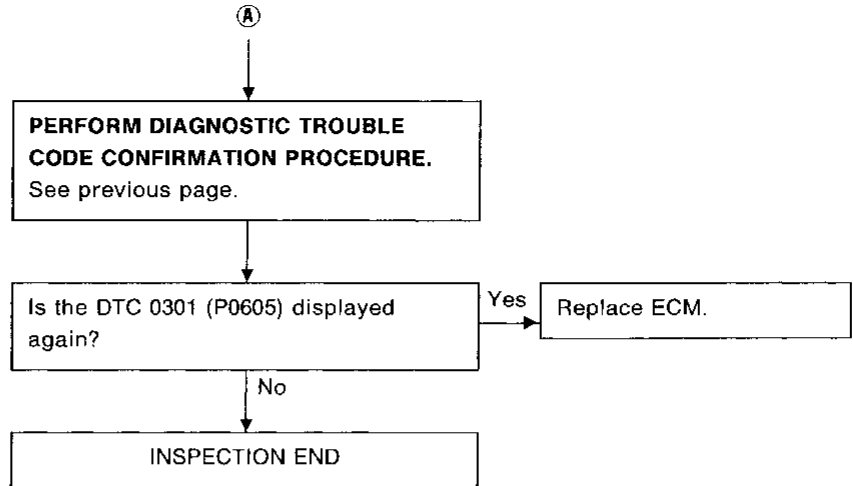 A
PERFORM DIAGNOSTIC TROUBLE
CODE CONFIRMATION PROCEDURE.
See previous page.
Is the DTC 0301 (P0605) displayed
again?
Yes
Replace ECM.
No
INSPECTION END